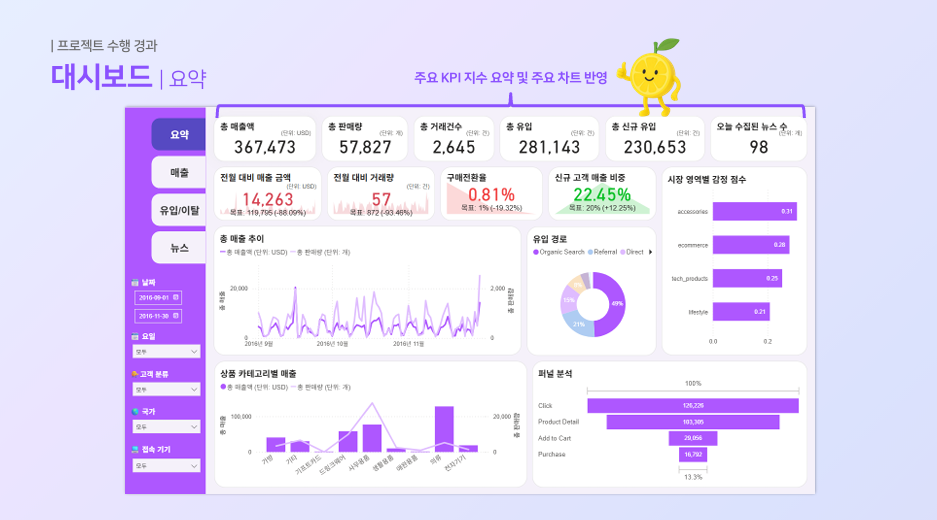 | 프로젝트 수행 경과
대시보드 | 요약
주요 KPI 지수 요약 및 주요 차트 반영
요약
매출
유입/이탈
뉴스
날짜
2016-09-01
2016-11-30
요일
모두
고객 분류
모두
국가
모두
접속 기기
모두
총 매출액
(단위: USD)
367,473
총 판매량
(단위: 개)
57,827
총 거래건수
(단위: 건)
2,645
총 유입
(단위: 건)
281,143
총 신규 유입
(단위: 건)
230,653
오늘 수집된 뉴스 수
(단위: 개)
98
전월 대비 매출 금액
(단위: USD)
14,263
목표: 119,795 (-88.09%)
전월 대비 거래량
(단위: 건)
57
목표: 872 (-93.46%)
구매전환율
0.81%
목표: 1% (-19.32%)
신규 고객 매출 비중
22.45%
목표: 20% (+12.25%)
시장 영역별 감정 점수
accessories
0.31
ecommerce
0.28
tech_products
0.25
lifestyle
0.21
0.0
0.2
총 매출 추이
총 매출액 (단위: USD)
총 판매량 (단위: 개)
총 매출
20,000
0
2,000
0
총 판매량
2016년 9월
2016년 10월
2016년 11월
유입 경로
Organic Search
Referral
Direct
49%
21%
15%
상품 카테고리별 매출
총 매출액 (단위: USD)
총 판매량 (단위: 개)
총 매출
100,000
0
20,000
0
총 판매량
가방
기타
기프트카드
드링크웨어
사무용품
생활용품
애완용품
의류
전자기기
퍼널 분석
100%
Click
126,225
Product Detail
103,305
Add to Cart
29,056
Purchase
16,792
13.3%